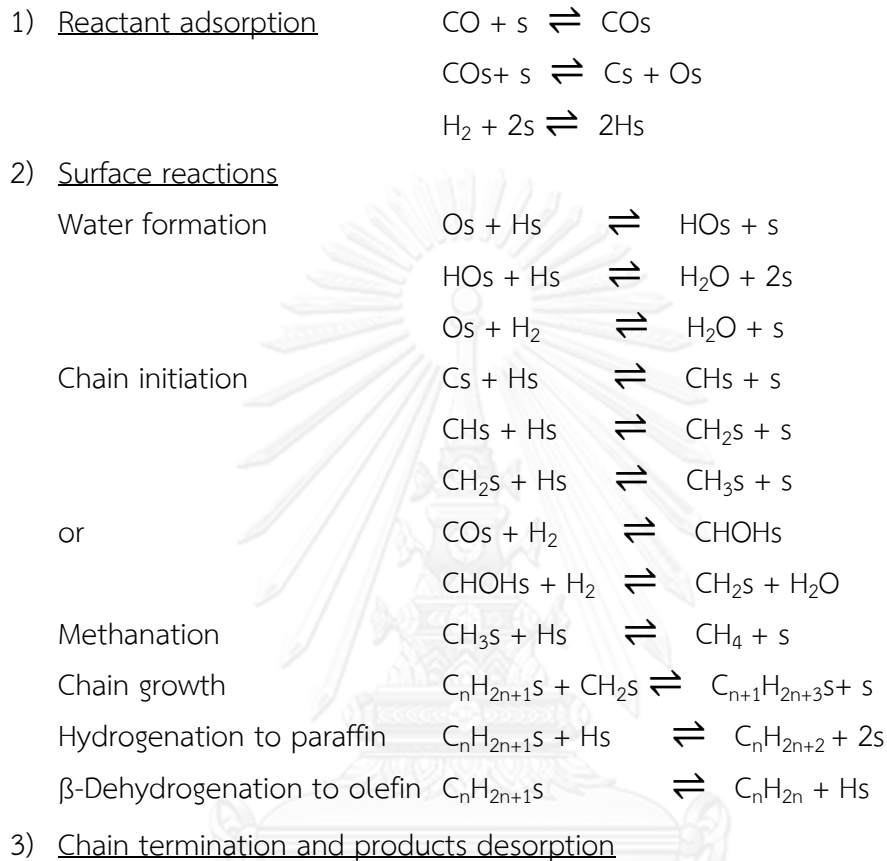 1) Reactant adsorption CO + s ⇌ COs
COs+ s ⇌ Cs + Os
H₂ + 2s ⇌ 2Hs
2) Surface reactions
Water formation Os + Hs ⇌ HOs + s
HOs + Hs ⇌ H₂O + 2s
Os + H₂ ⇌ H₂O + s
Chain initiation Cs + Hs ⇌ CHs + s
CHs + Hs ⇌ CH₂s + s
CH₂s + Hs ⇌ CH₃s + s
or COs + H₂ ⇌ CHOHs
CHOHs + H₂ ⇌ CH₂s + H₂O
Methanation CH₃s + Hs ⇌ CH₄ + s
Chain growth CₙH₂ₙ₊₁s + CH₂s ⇌ Cₙ₊₁H₂ₙ₊₃s+ s
Hydrogenation to paraffin CₙH₂ₙ₊₁s + Hs ⇌ CₙH₂ₙ₊₂ + 2s
β-Dehydrogenation to olefin CₙH₂ₙ₊₁s ⇌ CₙH₂ₙ + Hs
3) Chain termination and products desorption